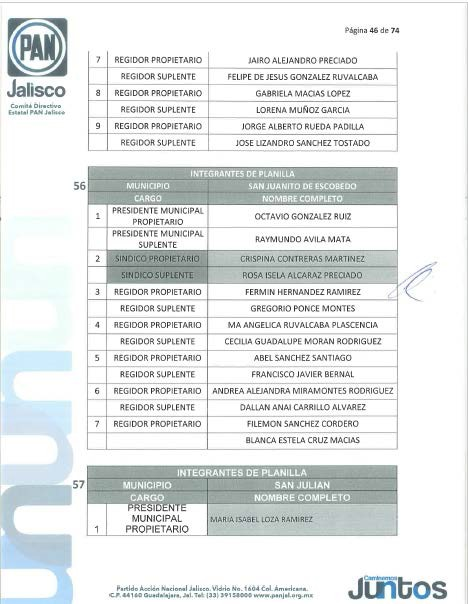 Página 46 de 74
PAN
Jalisco
Comité Directivo
Estatal PAN Jalisco
7 REGIDOR PROPIETARIO JAIRO ALEJANDRO PRECIADO
REGIDOR SUPLENTE FELIPE DE JESUS GONZALEZ RUVALCABA
8 REGIDOR PROPIETARIO GABRIELA MACIAS LOPEZ
REGIDOR SUPLENTE LORENA MUÑOZ GARCIA
9 REGIDOR PROPIETARIO JORGE ALBERTO RUEDA PADILLA
REGIDOR SUPLENTE JOSE LIZANDRO SANCHEZ TOSTADO
INTEGRANTES DE PLANILLA
56 MUNICIPIO SAN JUANITO DE ESCOBEDO
CARGO NOMBRE COMPLETO
1 PRESIDENTE MUNICIPAL PROPIETARIO OCTAVIO GONZALEZ RUIZ
PRESIDENTE MUNICIPAL SUPLENTE RAYMUNDO AVILA MATA
2 SINDICO PROPIETARIO CRISPINA CONTRERAS MARTINEZ
SINDICO SUPLENTE ROSA ISELA ALCARAZ PRECIADO
3 REGIDOR PROPIETARIO FERMIN HERNANDEZ RAMIREZ
REGIDOR SUPLENTE GREGORIO PONCE MONTES
4 REGIDOR PROPIETARIO MA ANGELICA RUVALCABA PLASCENCIA
REGIDOR SUPLENTE CECILIA GUADALUPE MORAN RODRIGUEZ
5 REGIDOR PROPIETARIO ABEL SANCHEZ SANTIAGO
REGIDOR SUPLENTE FRANCISCO JAVIER BERNAL
6 REGIDOR PROPIETARIO ANDREA ALEJANDRA MIRAMONTES RODRIGUEZ
REGIDOR SUPLENTE DALLAN ANAI CARRILLO ALVAREZ
7 REGIDOR PROPIETARIO FILEMON SANCHEZ CORDERO
BLANCA ESTELA CRUZ MACIAS
INTEGRANTES DE PLANILLA
57 MUNICIPIO SAN JULIAN
CARGO NOMBRE COMPLETO
1 PRESIDENTE MUNICIPAL PROPIETARIO MARIA ISABEL LOZA RAMIREZ
Partido Acción Nacional Jalisco. Vidrio No. 1604 Col. Americana.
C.P. 44160 Guadalajara, Jal. Tel: (33) 39158000 www.panjal.org.mx
Caminemos
Juntos